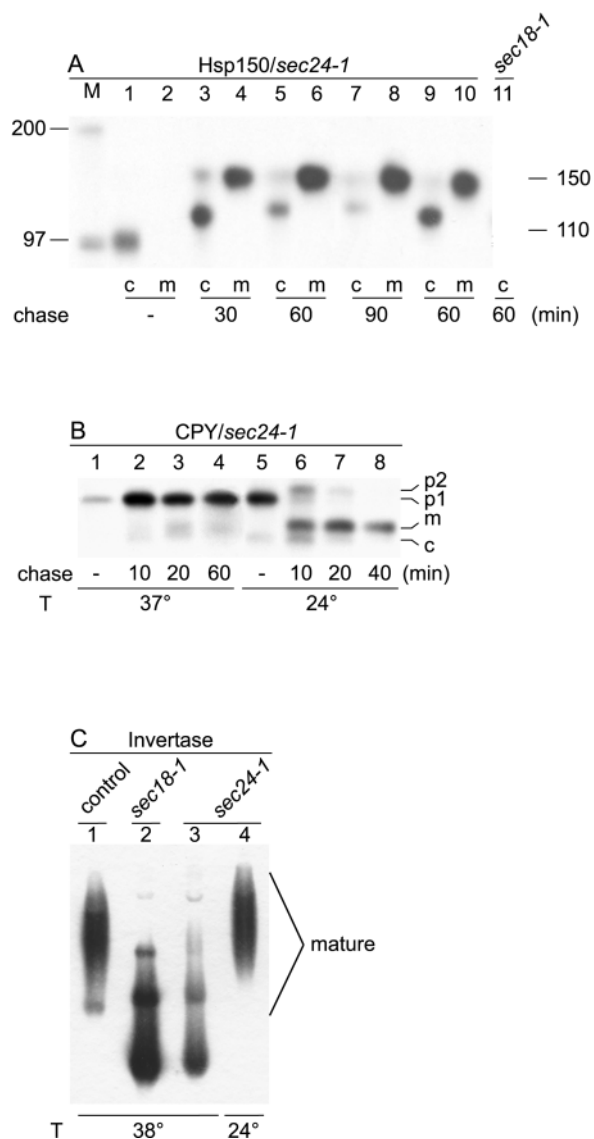 sec18-1
A
Hsp150/sec24-1
M 1 2 3 4 5 6 7 8 9 10 11
200
150
110
97
c m c m c m c m c m c
chase - 30 60 90 60 60 (min)
B
CPY/sec24-1
1 2 3 4 5 6 7 8
p2
p1
m
c
chase - 10 20 60 - 10 20 40 (min)
T 37° 24°
C Invertase
control sec18-1 sec24-1
1 2 3 4
mature
T 38° 24°